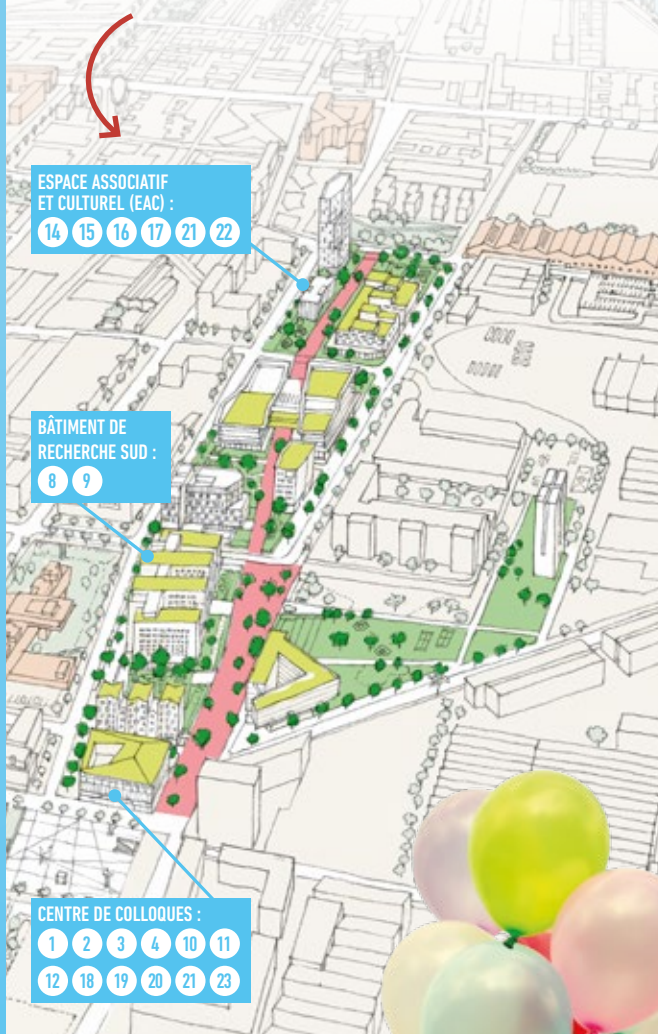 ESPACE ASSOCIATIF
ET CULTUREL (EAC) :
14 15 16 17 21 22
BÂTIMENT DE
RECHERCHE SUD :
8 9
CENTRE DE COLLOQUES :
1 2 3 4 10 11
12 18 19 20 21 23